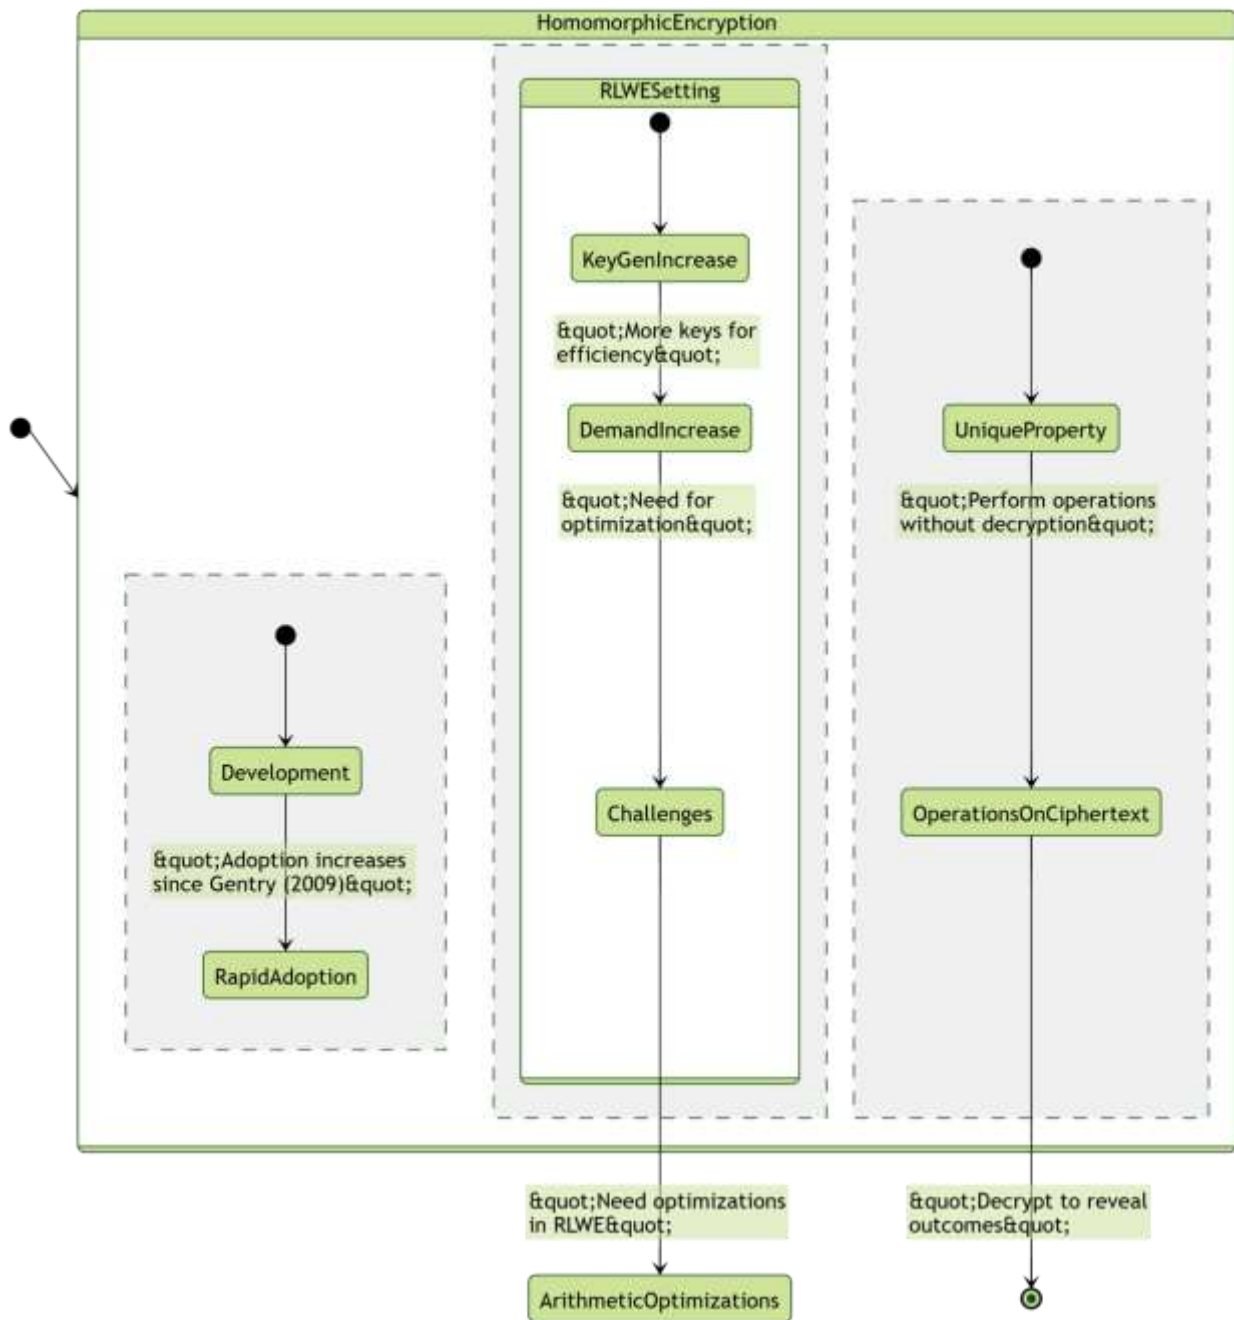 HomomorphicEncryption
RLWESetting
KeyGenIncrease
&quot;More keys for
efficiency&quot;
DemandIncrease
UniqueProperty
&quot;Need for
optimization&quot;
&quot;Perform operations
without decryption&quot;
Development
Challenges
OperationsOnCiphertext
&quot;Adoption increases
since Gentry (2009)&quot;
RapidAdoption
&quot;Need optimizations
in RLWE&quot;
&quot;Decrypt to reveal
outcomes&quot;
ArithmeticOptimizations